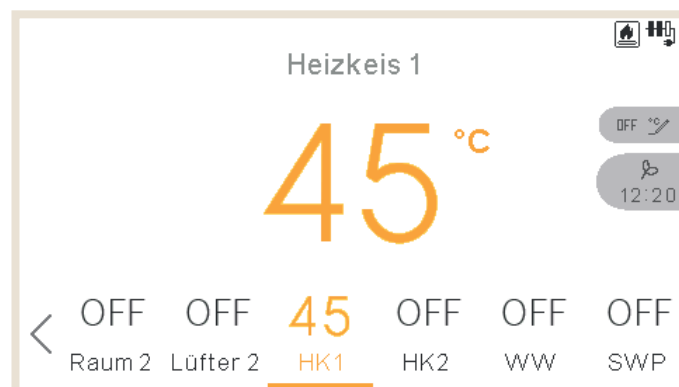 Heizkeis 1
45 °C
OFF °C
12:20
OFF OFF 45 OFF OFF OFF
Raum 2 Lüfter 2 HK1 HK2 WW SWP